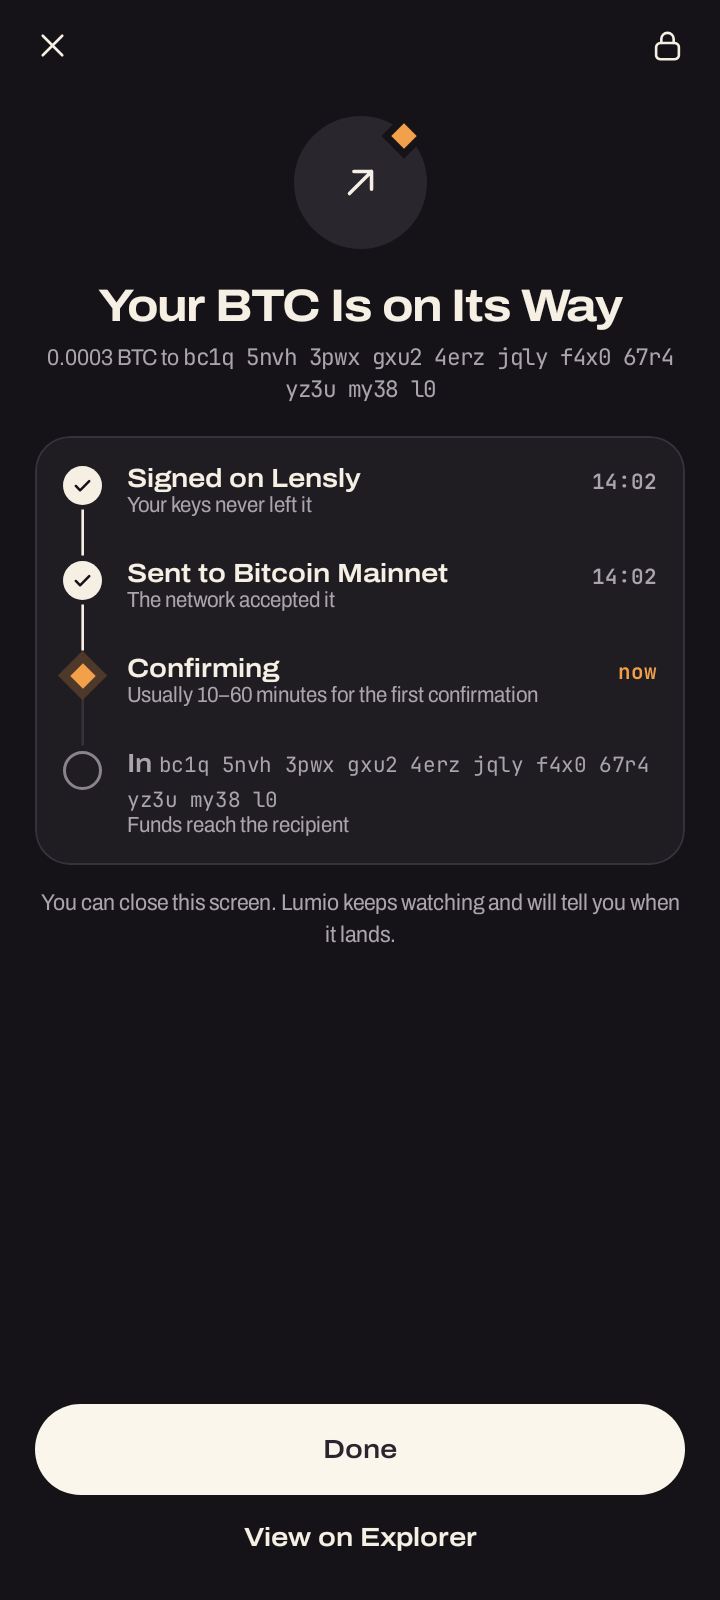 Your BTC Is on Its Way
0.0003 BTC to bc1q 5nvh 3pwx gxu2 4erz jqly f4x0 67r4
yz3u my38 l0
Signed on Lensly 14:02
Your keys never left it
Sent to Bitcoin Mainnet 14:02
The network accepted it
Confirming now
Usually 10–60 minutes for the first confirmation
In bc1q 5nvh 3pwx gxu2 4erz jqly f4x0 67r4
yz3u my38 l0
Funds reach the recipient
You can close this screen. Lumio keeps watching and will tell you when
it lands.
Done
View on Explorer